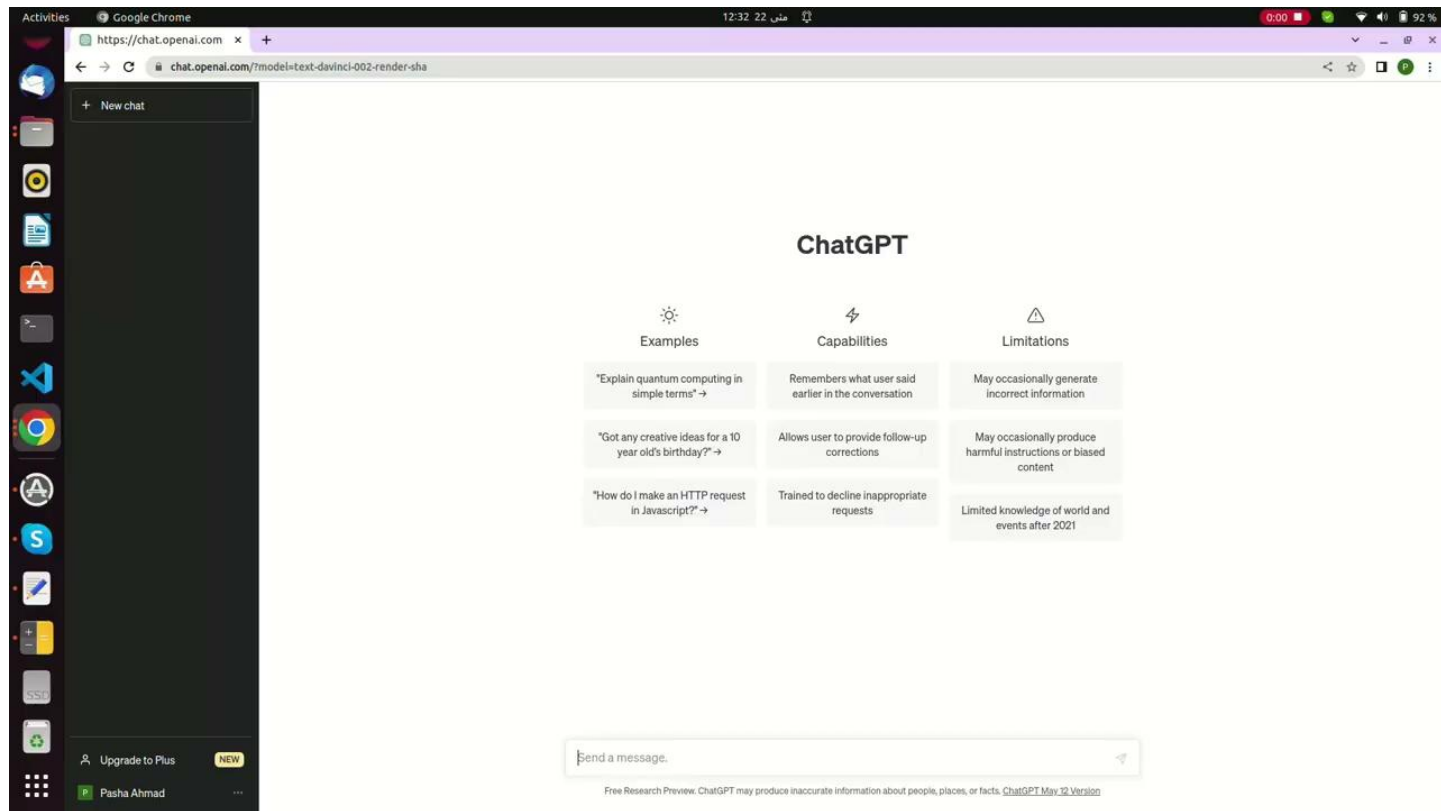 Activities
Google Chrome
12:32 22 مئی
0:00
92 %
https://chat.openai.com
chat.openai.com/?model=text-davinci-002-render-sha
+ New chat
ChatGPT
Examples
Capabilities
Limitations
"Explain quantum computing in
simple terms" →
Remembers what user said
earlier in the conversation
May occasionally generate
incorrect information
"Got any creative ideas for a 10
year old's birthday?" →
Allows user to provide follow-up
corrections
May occasionally produce
harmful instructions or biased
content
"How do I make an HTTP request
in Javascript?" →
Trained to decline inappropriate
requests
Limited knowledge of world and
events after 2021
SSD
Upgrade to Plus
NEW
P
Pasha Ahmad
Send a message.
Free Research Preview. ChatGPT may produce inaccurate information about people, places, or facts. ChatGPT May 12 Version